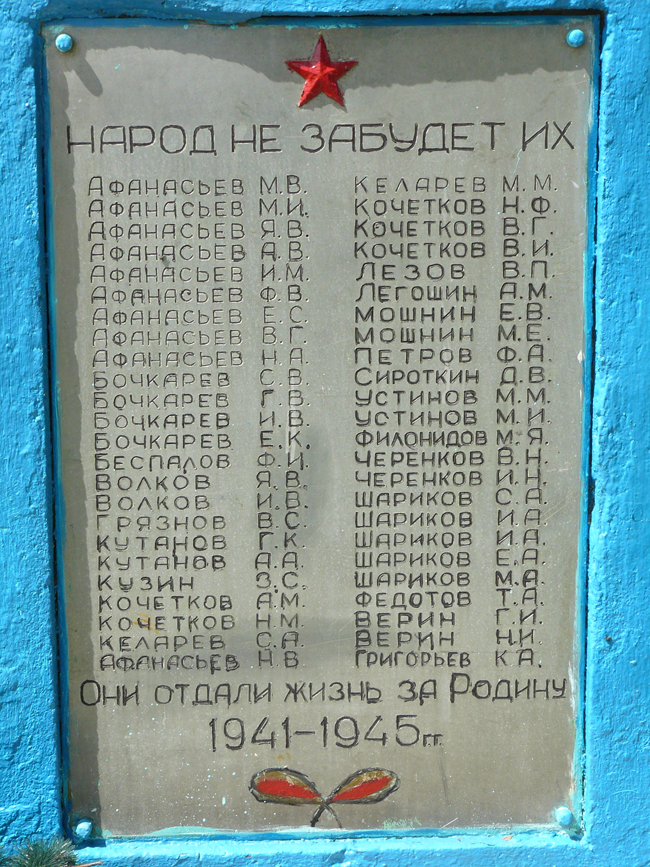 НАРОД НЕ ЗАБУДЕТ ИХ
АФАНАСЬЕВ М.В.
АФАНАСЬЕВ М.И.
АФАНАСЬЕВ Я.В.
АФАНАСЬЕВ А.В.
АФАНАСЬЕВ И.М.
АФАНАСЬЕВ Ф.В.
АФАНАСЬЕВ Е.С.
АФАНАСЬЕВ В.Г.
АФАНАСЬЕВ Н.А.
БОЧКАРЕВ С.В.
БОЧКАРЕВ Г.В.
БОЧКАРЕВ И.В.
БОЧКАРЕВ Е.К.
БЕСПАЛОВ Ф.И.
ВОЛКОВ Я.В.
ВОЛКОВ И.В.
ГРЯЗНОВ В.С.
КУТАНОВ Г.К.
КУТАНОВ А.А.
КУЗИН З.С.
КОЧЕТКОВ А.М.
КОЧЕТКОВ Н.М.
КЕЛАРЕВ С.А.
АФАНАСЬЕВ Н.В.
КЕЛАРЕВ М.М.
КОЧЕТКОВ Н.Ф.
КОЧЕТКОВ В.Г.
КОЧЕТКОВ В.И.
ЛЕЗОВ В.П.
ЛЕГОШИН А.М.
МОШНИН Е.В.
МОШНИН М.Е.
ПЕТРОВ Ф.А.
СИРОТКИН Д.В.
УСТИНОВ М.М.
УСТИНОВ М.И.
ФИЛОНИДОВ М.Я.
ЧЕРЕНКОВ В.Н.
ЧЕРЕНКОВ И.Н.
ШАРИКОВ С.А.
ШАРИКОВ И.А.
ШАРИКОВ И.А.
ШАРИКОВ Е.А.
ШАРИКОВ М.А.
ФЕДОТОВ Т.А.
ВЕРИН Г.И.
ВЕРИН Н.И.
ГРИГОРЬЕВ К.А.
ОНИ ОТДАЛИ ЖИЗНЬ ЗА РОДИНУ
1941-1945г.г.